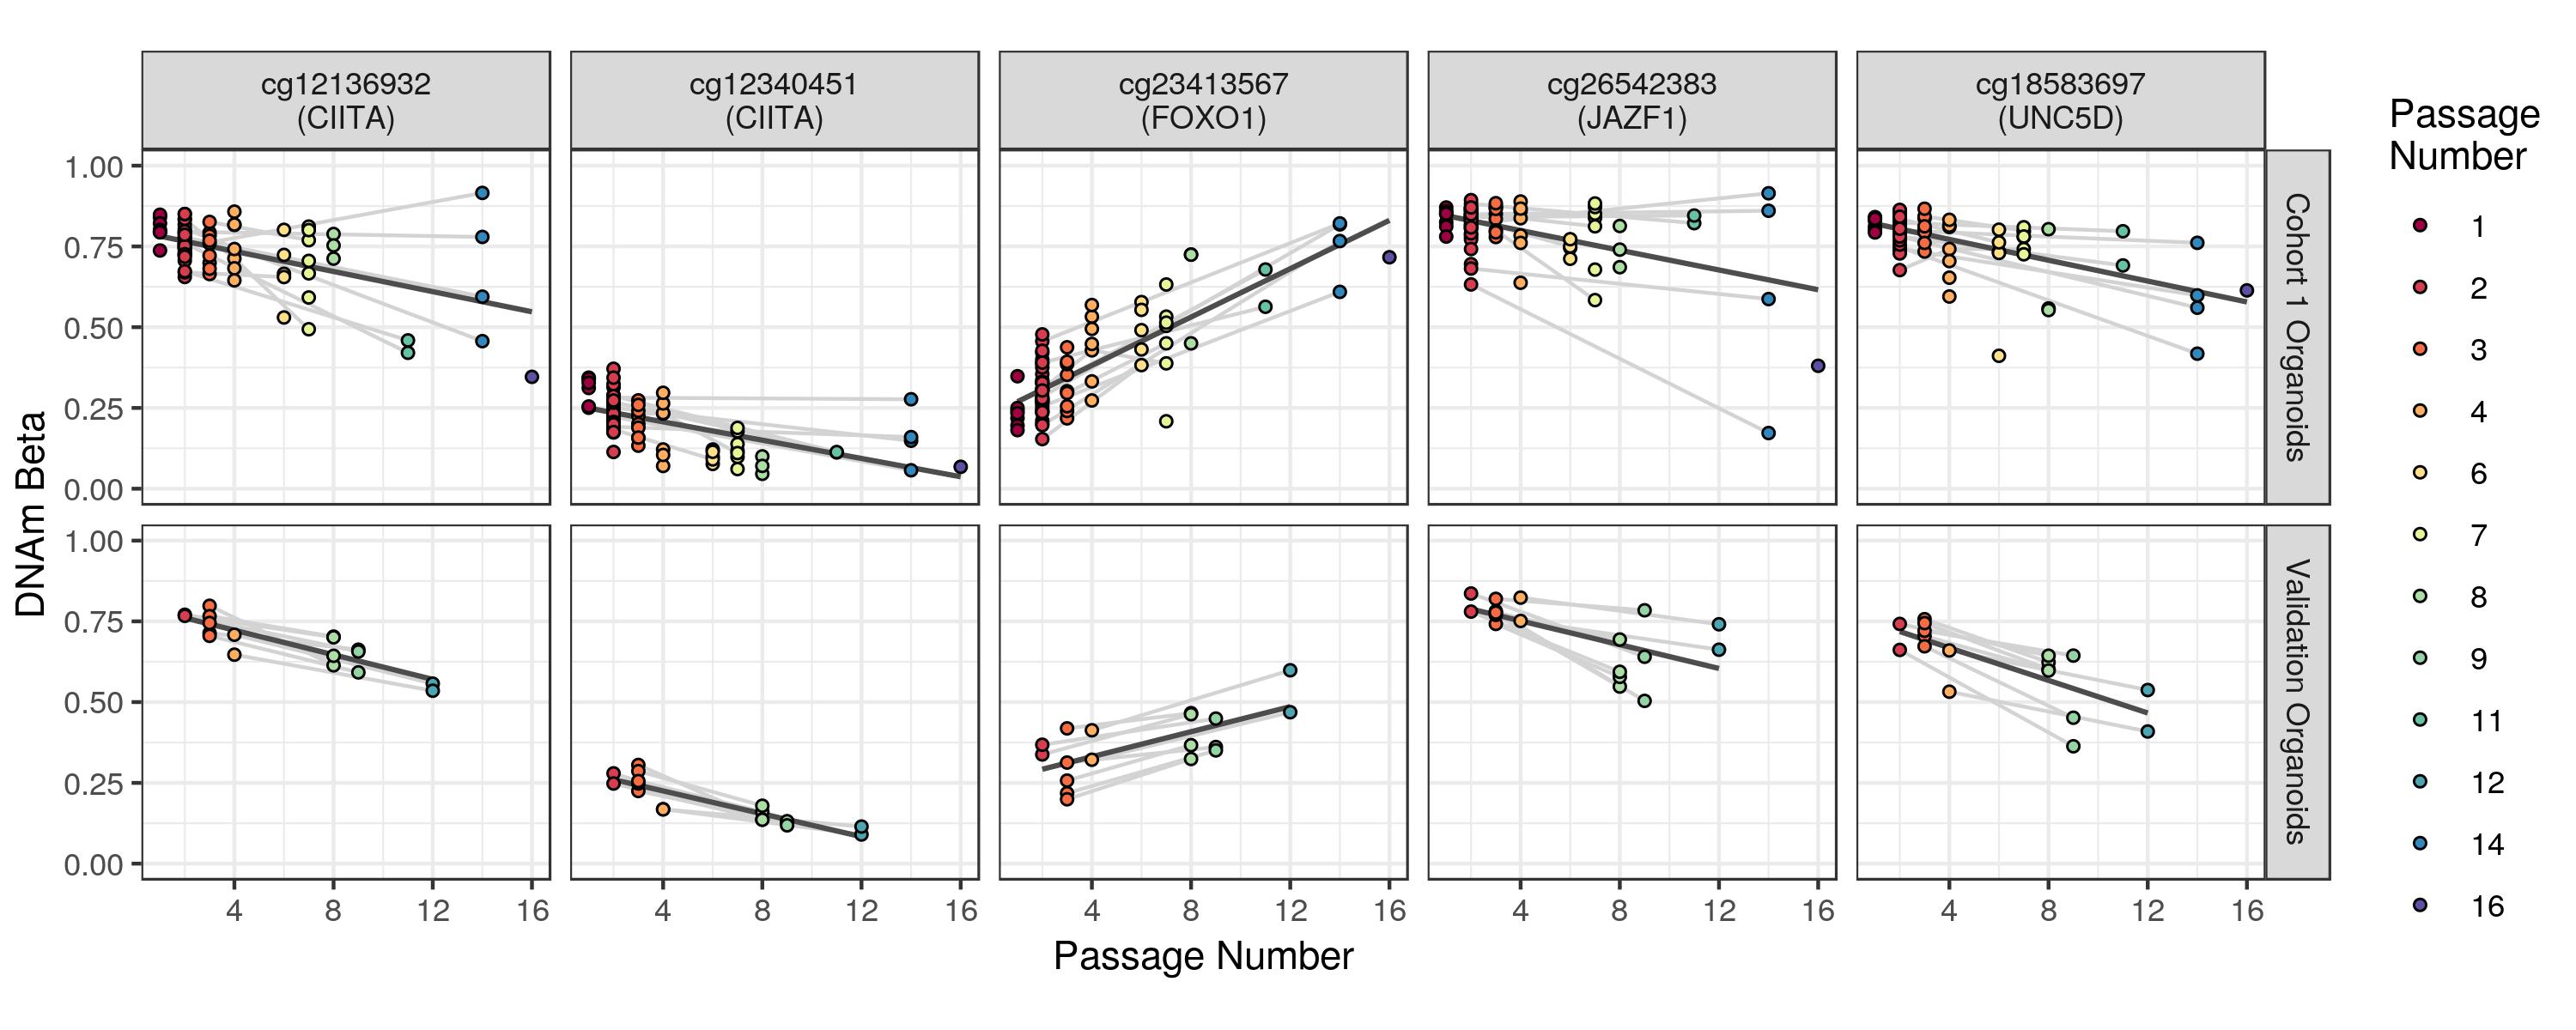 cg12136932
(CIITA)
cg12340451
(CIITA)
cg23413567
(FOXO1)
cg26542383
(JAZF1)
cg18583697
(UNC5D)
DNAm Beta
1.00
0.75
0.50
0.25
0.00
Cohort 1 Organoids
1.00
0.75
0.50
0.25
0.00
Validation Organoids
4 8 12 16
4 8 12 16
4 8 12 16
4 8 12 16
4 8 12 16
Passage Number
Passage
Number
1
2
3
4
6
7
8
9
11
12
14
16